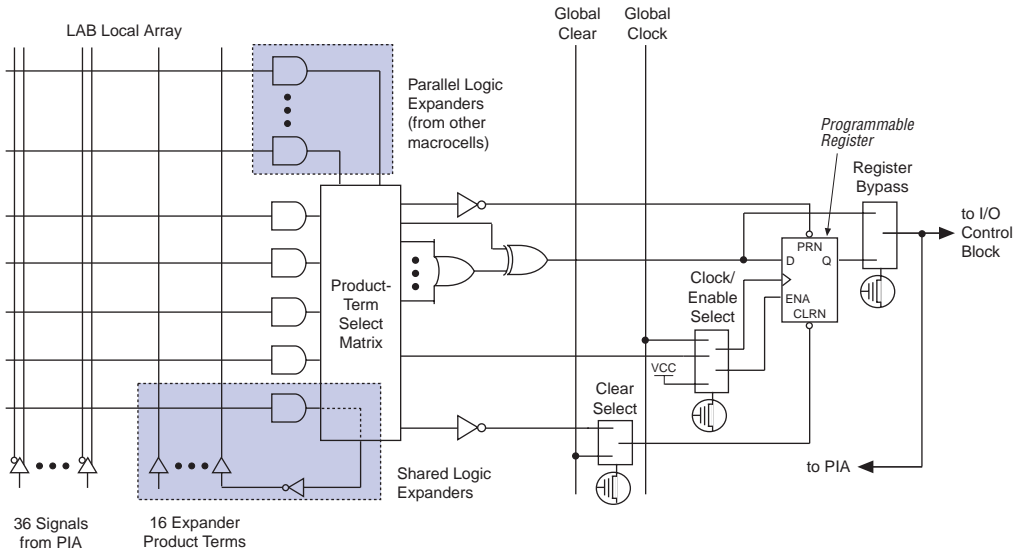 Global
Clear
Global
Clock
LAB Local Array
Parallel Logic
Expanders
(from other
macrocells)
Programmable
Register
Register
Bypass
to I/O
Control
Block
PRN
D
Q
ENA
CLRN
Product-
Term
Select
Matrix
Clock/
Enable
Select
VCC
Clear
Select
Shared Logic
Expanders
to PIA
36 Signals
from PIA
16 Expander
Product Terms